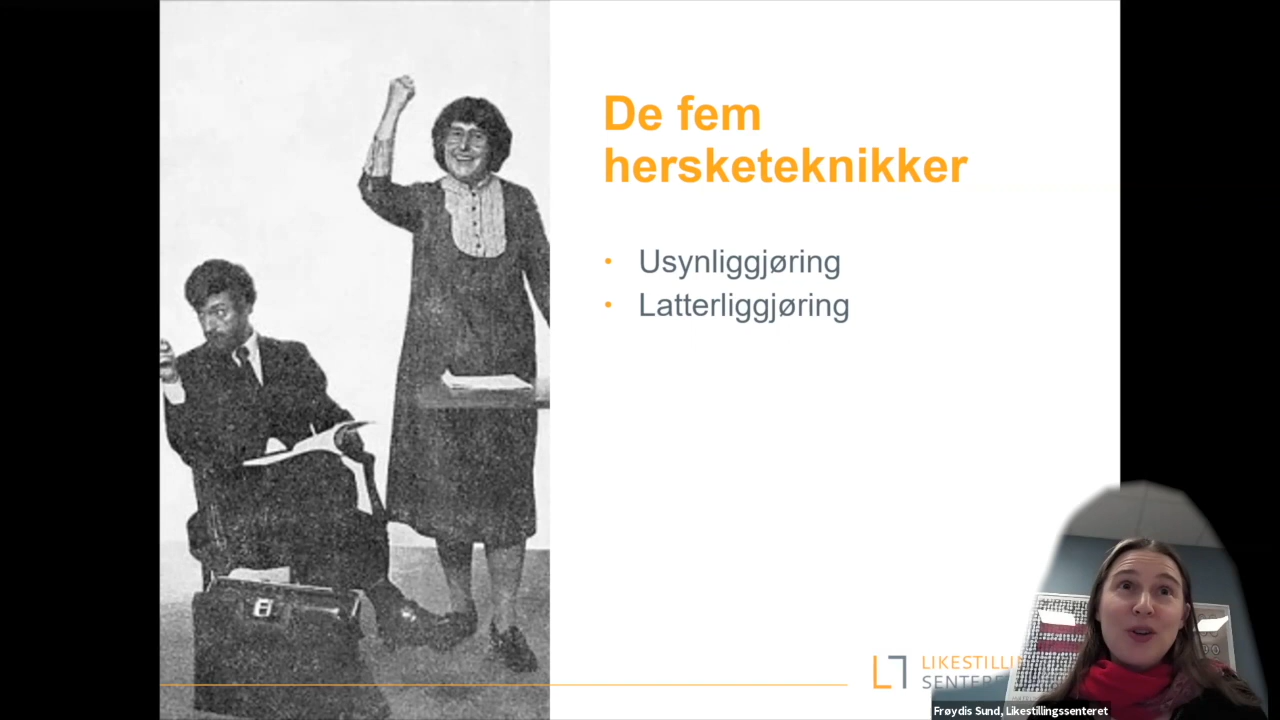 De fem
hersketeknikker
• Usynliggjøring
• Latterliggjøring
LIKESTILLI
SENTERE
Frøydis Sund, Likestillingssenteret